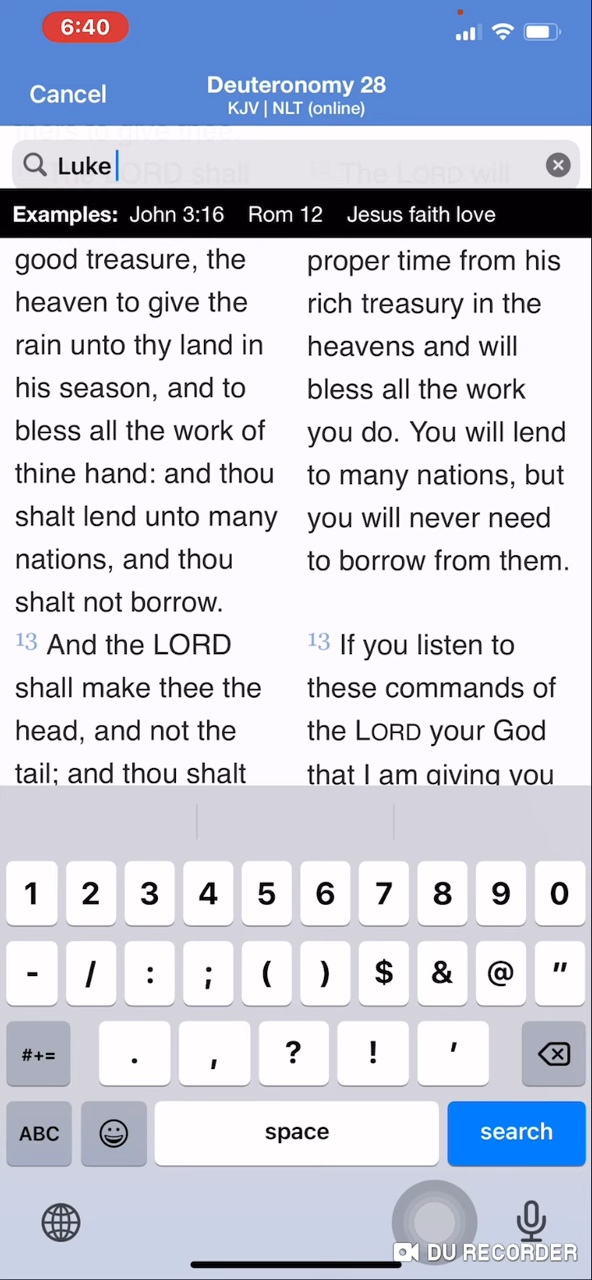 6:40
Cancel
Deuteronomy 28
KJV | NLT (online)
Luke
Examples: John 3:16 Rom 12 Jesus faith love
good treasure, the
heaven to give the
rain unto thy land in
his season, and to
bless all the work of
thine hand: and thou
shalt lend unto many
nations, and thou
shalt not borrow.
13 And the LORD
shall make thee the
head, and not the
tail; and thou shalt
proper time from his
rich treasury in the
heavens and will
bless all the work
you do. You will lend
to many nations, but
you will never need
to borrow from them.
13 If you listen to
these commands of
the LORD your God
that I am giving you
1 2 3 4 5 6 7 8 9 0
- / : ; ( ) $ & @ "
#+= . , ? ! '
ABC space search
DU RECORDER